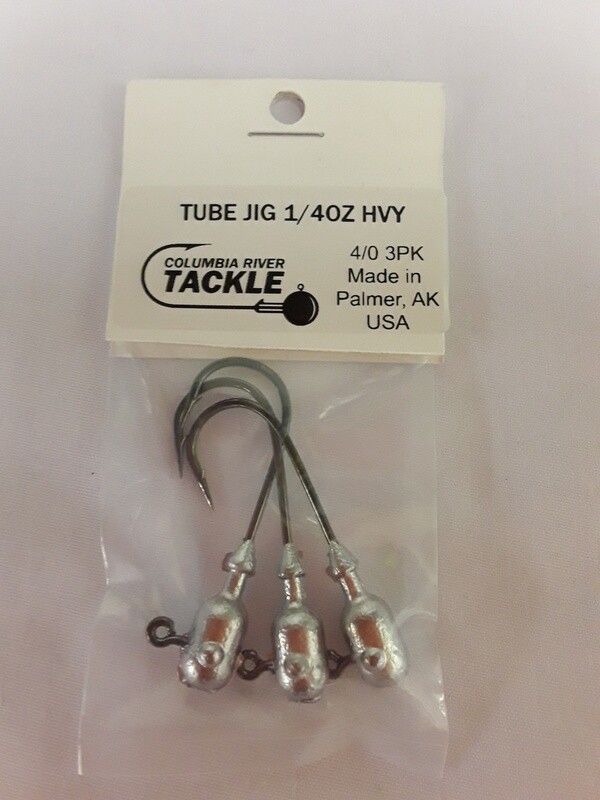 TUBE JIG 1/4OZ HVY
COLUMBIA RIVER
TACKLE
4/0 3PK
Made in
Palmer, AK
USA